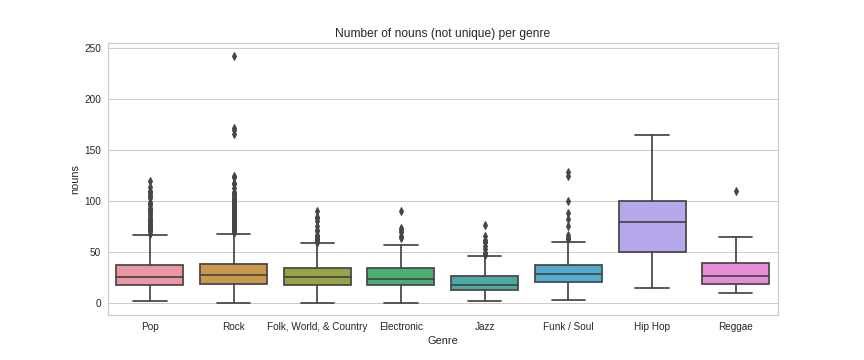 Number of nouns (not unique) per genre
250
200
150
100
50
0
nouns
Pop Rock Folk, World, & Country Electronic Jazz Funk / Soul Hip Hop Reggae
Genre